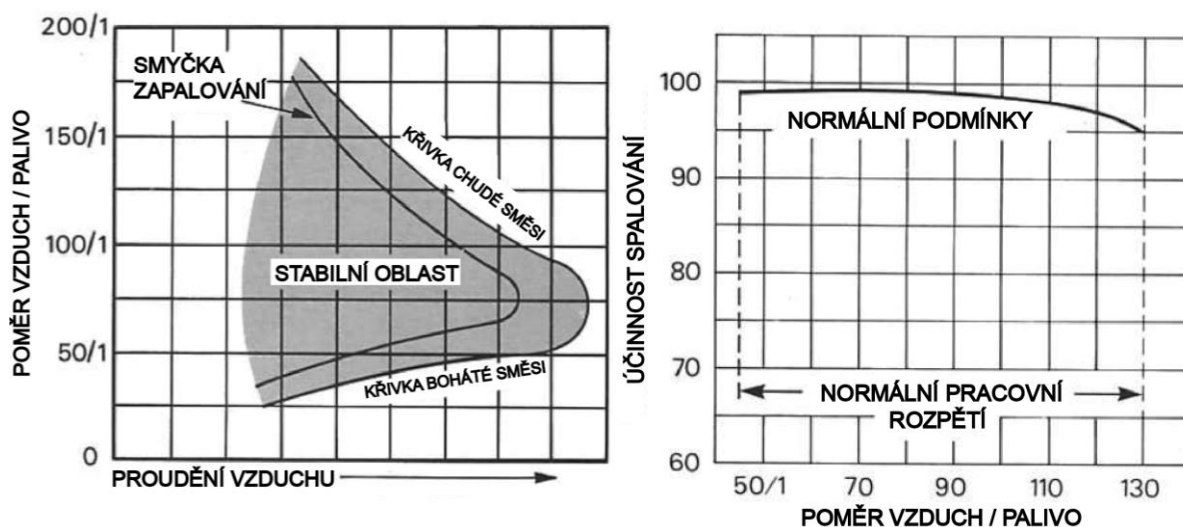 200/1
SMYČKA
ZAPALOVÁNÍ
150/1
KŘIVKA CHUDÉ SMĚSI
100/1
STABILNÍ OBLAST
50/1
KŘIVKA BOHÁTÉ SMĚSI
0
PROUDĚNÍ VZDUCHU
POMĚR VZDUCH / PALIVO
100
NORMÁLNÍ PODMÍNKY
90
80
70
NORMÁLNÍ PRACOVNÍ
ROZPĚTÍ
60
50/1 70 90 110 130
POMĚR VZDUCH / PALIVO
ÚČINNOST SPALOVÁNÍ